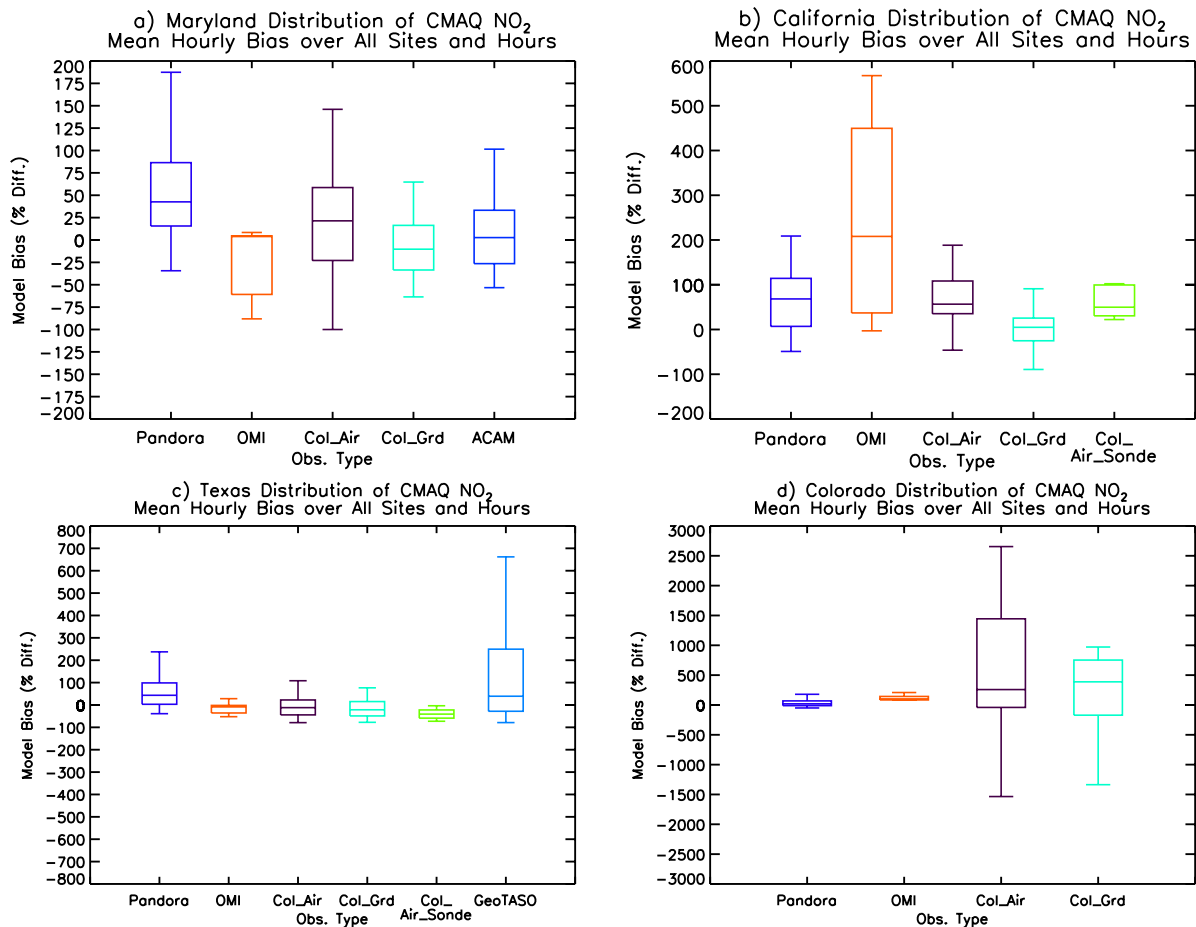 a) Maryland Distribution of CMAQ NO2
Mean Hourly Bias over All Sites and Hours
200
175
150
125
100
75
50
25
0
−25
−50
−75
−100
−125
−150
−175
−200
Model Bias (% Diff.)
Pandora OMI Col_Air Col_Grd ACAM
Obs. Type
b) California Distribution of CMAQ NO2
Mean Hourly Bias over All Sites and Hours
600
500
400
300
200
100
0
−100
−200
Model Bias (% Diff.)
Pandora OMI Col_Air Col_Grd Col_
Obs. Type Air_Sonde
c) Texas Distribution of CMAQ NO2
Mean Hourly Bias over All Sites and Hours
800
700
600
500
400
300
200
100
0
−100
−200
−300
−400
−500
−600
−700
−800
Model Bias (% Diff.)
Pandora OMI Col_Air Col_Grd Col_ GeoTASO
Obs. Type Air_Sonde
d) Colorado Distribution of CMAQ NO2
Mean Hourly Bias over All Sites and Hours
3000
2500
2000
1500
1000
500
0
−500
−1000
−1500
−2000
−2500
−3000
Model Bias (% Diff.)
Pandora OMI Col_Air Col_Grd
Obs. Type